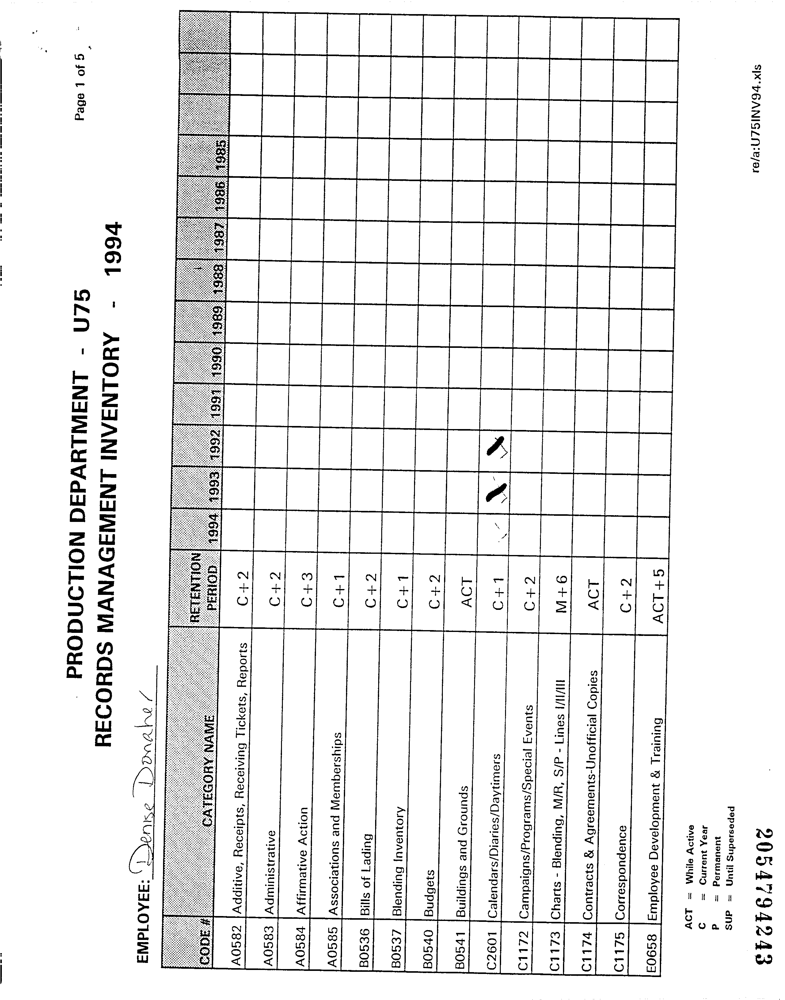 Page 1 of 5
PRODUCTION DEPARTMENT - U75
RECORDS MANAGEMENT INVENTORY - 1994
EMPLOYEE: Denise Donaher
CODE # CATEGORY NAME RETENTION PERIOD 1994 1993 1992 1991 1990 1989 1988 1987 1986 1985
A0582 Additive, Receipts, Receiving Tickets, Reports C+2
A0583 Administrative C+2
A0584 Affirmative Action C+3
A0585 Associations and Memberships C+1
B0536 Bills of Lading C+2
B0537 Blending Inventory C+1
B0540 Budgets C+2
B0541 Buildings and Grounds ACT
C2601 Calendars/Diaries/Daytimers C+1
C1172 Campaigns/Programs/Special Events C+2
C1173 Charts - Blending, M/R, S/P - Lines I/II/III M+6
C1174 Contracts & Agreements-Unofficial Copies ACT
C1175 Correspondence C+2
E0658 Employee Development & Training ACT+5
ACT = While Active
C = Current Year
P = Permanent
SUP = Until Superseded
2054794243
re/a:U75INV94.xls